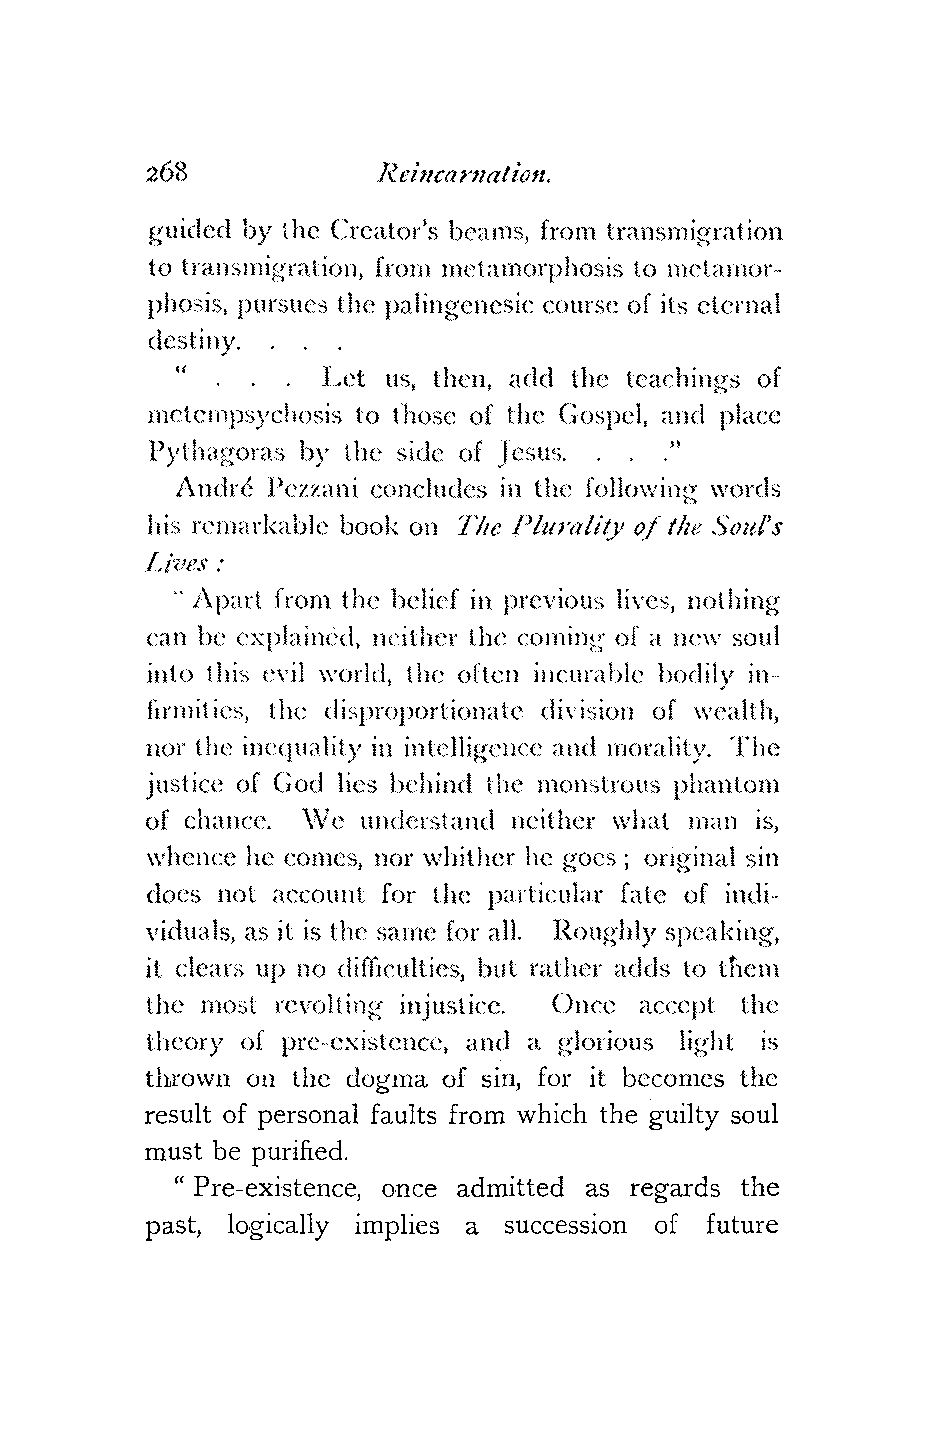 268 Reincarnation.
guided by the Creator's beams, from transmigration
to transmigration, from metamorphosis to metamor-
phosis, pursues the palingenesic course of its eternal
destiny. . . .
" . . . Let us, then, add the teachings of
metempsychosis to those of the Gospel, and place
Pythagoras by the side of Jesus. . . ."
André Pezzani concludes in the following words
his remarkable book on The Plurality of the Soul's
Lives :
" Apart from the belief in previous lives, nothing
can be explained, neither the coming of a new soul
into this evil world, the often incurable bodily in-
firmities, the disproportionate division of wealth,
nor the inequality in intelligence and morality. The
justice of God lies behind the monstrous phantom
of chance. We understand neither what man is,
whence he comes, nor whither he goes ; original sin
does not account for the particular fate of indi-
viduals, as it is the same for all. Roughly speaking,
it clears up no difficulties, but rather adds to them
the most revolting injustice. Once accept the
theory of pre-existence, and a glorious light is
thrown on the dogma of sin, for it becomes the
result of personal faults from which the guilty soul
must be purified.
" Pre-existence, once admitted as regards the
past, logically implies a succession of future